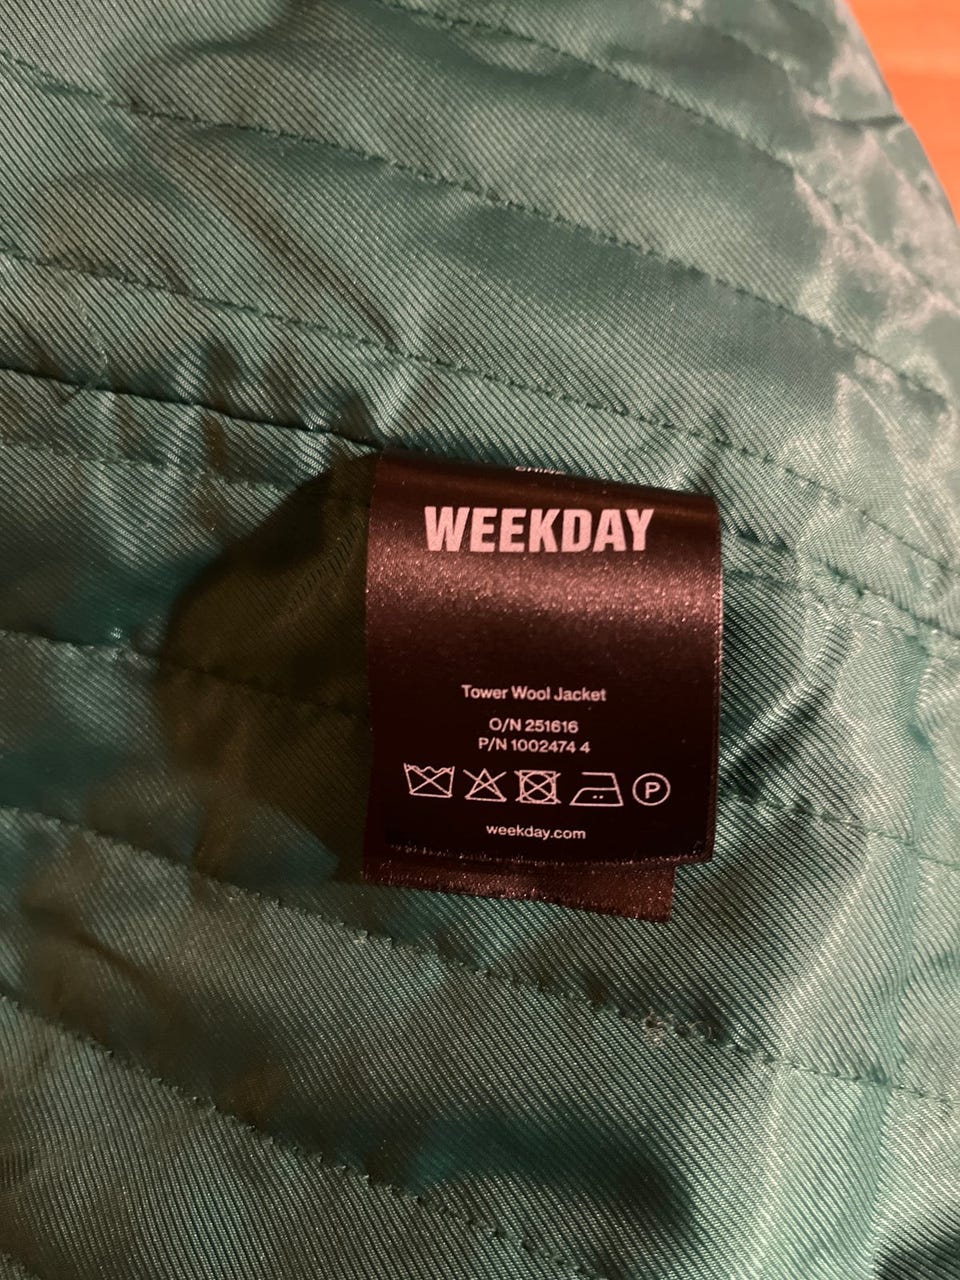 WEEKDAY
Tower Wool Jacket
O/N 251616
P/N 1002474 4
P
weekday.com